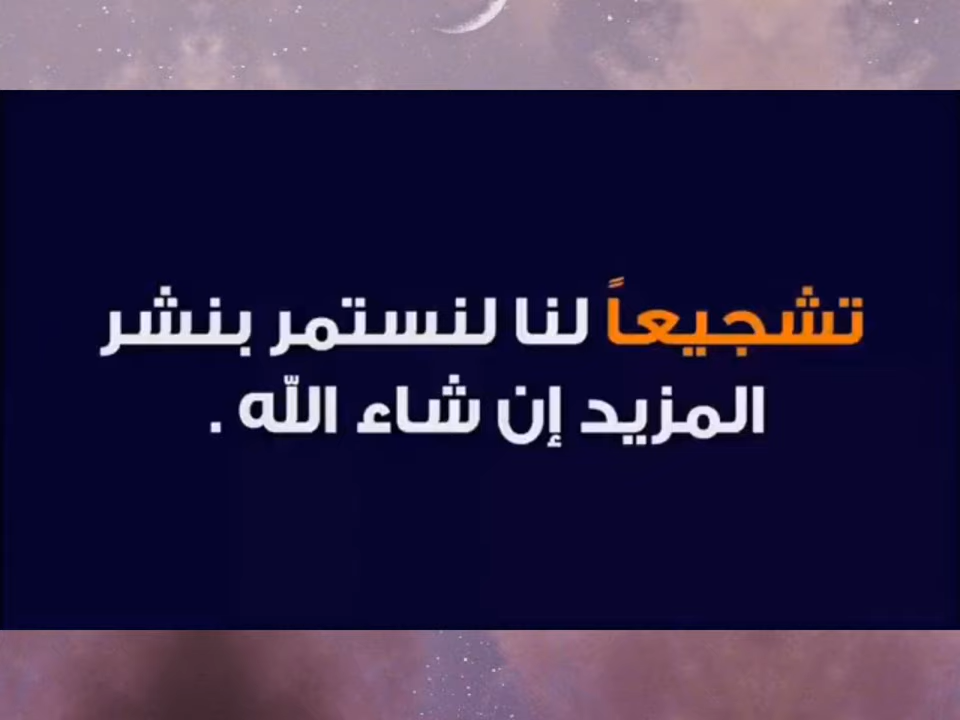 تشجيعاً لنا لنستمر بنشر
المزيد إن شاء الله .